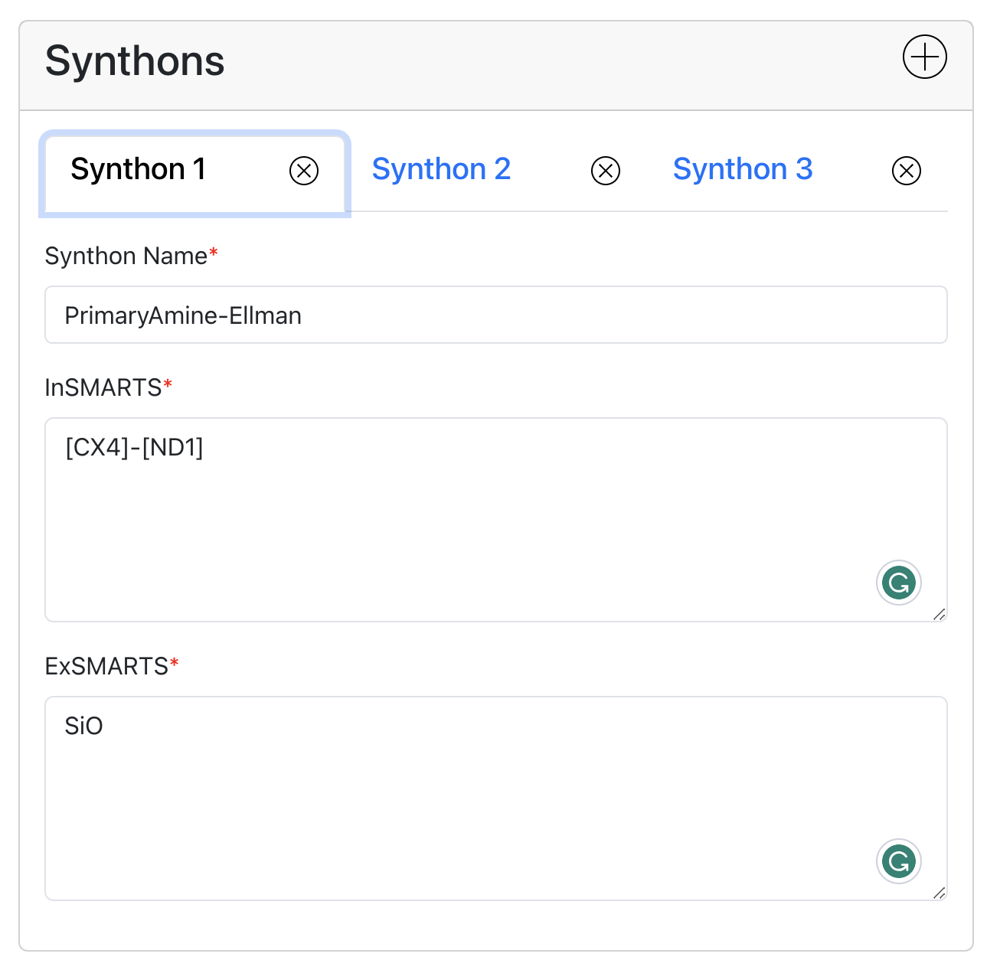 Synthons
Synthon 1 Synthon 2 Synthon 3
Synthon Name*
PrimaryAmine-Ellman
InSMARTS*
[CX4]-[ND1]
ExSMARTS*
SiO